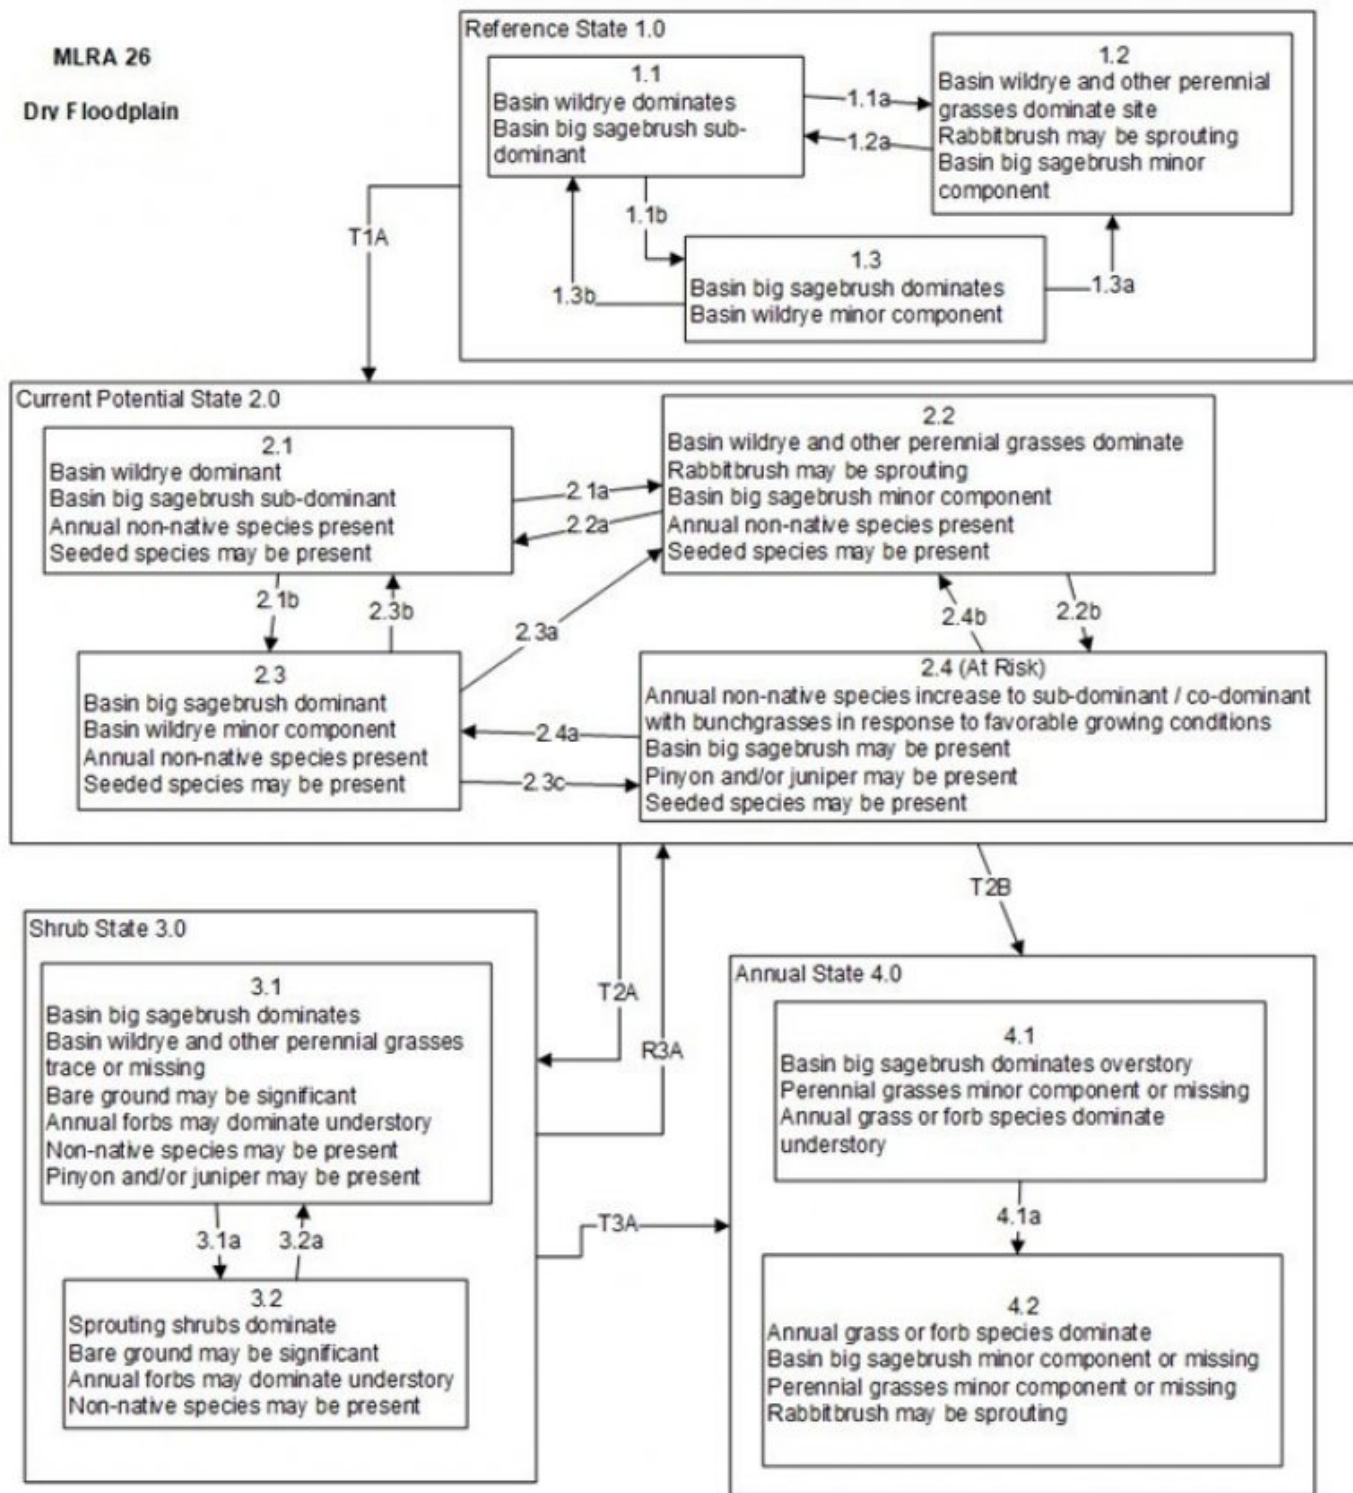 MLRA 26
Dry Floodplain
Reference State 1.0
1.1
Basin wildrye dominates
Basin big sagebrush sub-
dominant
1.1a
1.2a
1.2
Basin wildrye and other perennial
grasses dominate site
Rabbitbrush may be sprouting
Basin big sagebrush minor
component
1.1b
1.3b
1.3
Basin big sagebrush dominates
Basin wildrye minor component
1.3a
T1A
Current Potential State 2.0
2.1
Basin wildrye dominant
Basin big sagebrush sub-dominant
Annual non-native species present
Seeded species may be present
2.1a
2.2a
2.2
Basin wildrye and other perennial grasses dominate
Rabbitbrush may be sprouting
Basin big sagebrush minor component
Annual non-native species present
Seeded species may be present
2.1b
2.3b
2.3a
2.4b
2.2b
2.3
Basin big sagebrush dominant
Basin wildrye minor component
Annual non-native species present
Seeded species may be present
2.4a
2.3c
2.4 (At Risk)
Annual non-native species increase to sub-dominant / co-dominant
with bunchgrasses in response to favorable growing conditions
Basin big sagebrush may be present
Pinyon and/or juniper may be present
Seeded species may be present
T2A
R3A
T2B
Shrub State 3.0
3.1
Basin big sagebrush dominates
Basin wildrye and other perennial grasses
trace or missing
Bare ground may be significant
Annual forbs may dominate understory
Non-native species may be present
Pinyon and/or juniper may be present
3.1a
3.2a
3.2
Sprouting shrubs dominate
Bare ground may be significant
Annual forbs may dominate understory
Non-native species may be present
T3A
Annual State 4.0
4.1
Basin big sagebrush dominates overstory
Perennial grasses minor component or missing
Annual grass or forb species dominate
understory
4.1a
4.2
Annual grass or forb species dominate
Basin big sagebrush minor component or missing
Perennial grasses minor component or missing
Rabbitbrush may be sprouting